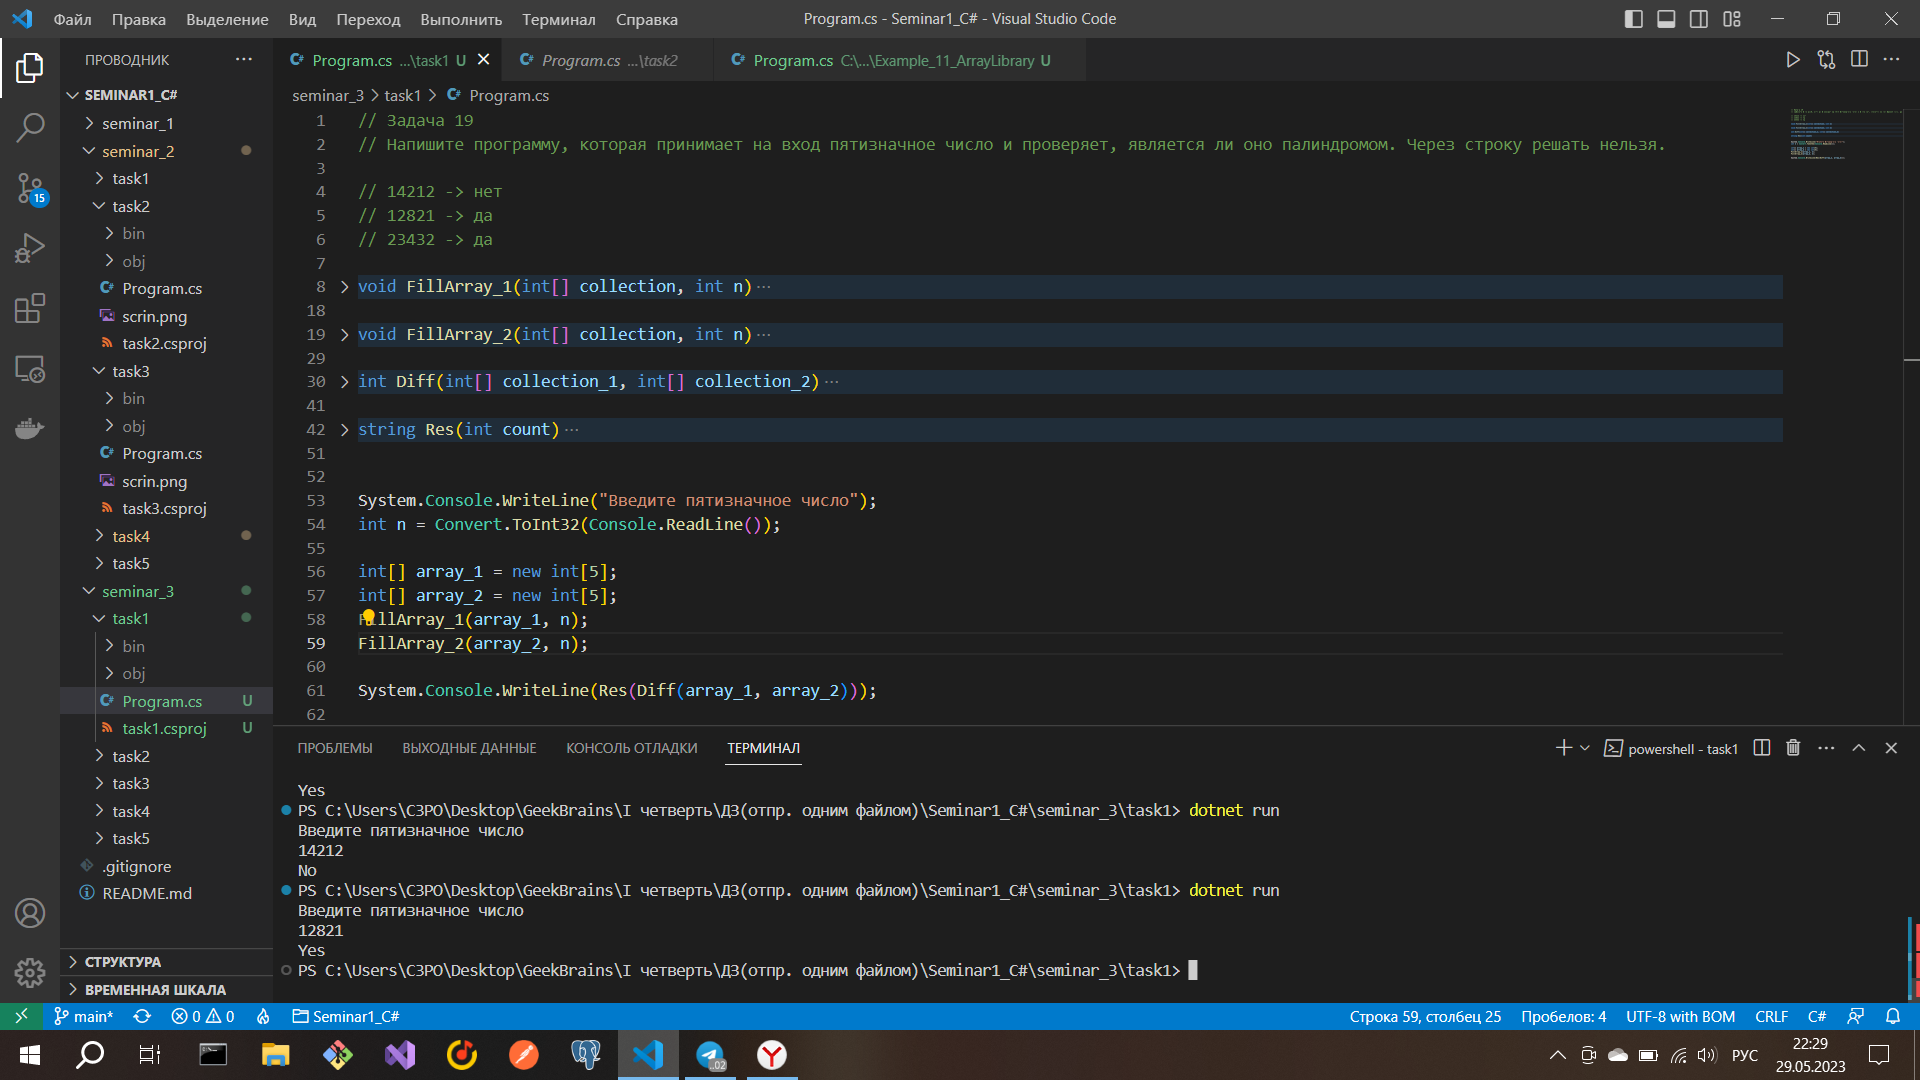 Файл Правка Выделение Вид Переход Выполнить Терминал Справка
Program.cs - Seminar1_C# - Visual Studio Code
ПРОВОДНИК
SEMINAR1_C#
seminar_1
seminar_2
task1
task2
bin
obj
Program.cs
scrin.png
task2.csproj
task3
bin
obj
Program.cs
scrin.png
task3.csproj
task4
task5
seminar_3
task1
bin
obj
Program.cs U
task1.csproj U
task2
task3
task4
task5
.gitignore
README.md
СТРУКТУРА
ВРЕМЕННАЯ ШКАЛА
15
Program.cs ...\task1 U
Program.cs ...\task2
Program.cs C:\...\Example_11_ArrayLibrary U
seminar_3 > task1 > Program.cs
1 // Задача 19
2 // Напишите программу, которая принимает на вход пятизначное число и проверяет, является ли оно палиндромом. Через строку решать нельзя.
3
4 // 14212 -> нет
5 // 12821 -> да
6 // 23432 -> да
7
8 void FillArray_1(int[] collection, int n) ...
18
19 void FillArray_2(int[] collection, int n) ...
29
30 int Diff(int[] collection_1, int[] collection_2) ...
41
42 string Res(int count) ...
51
52
53 System.Console.WriteLine("Введите пятизначное число");
54 int n = Convert.ToInt32(Console.ReadLine());
55
56 int[] array_1 = new int[5];
57 int[] array_2 = new int[5];
58 FillArray_1(array_1, n);
59 FillArray_2(array_2, n);
60
61 System.Console.WriteLine(Res(Diff(array_1, array_2)));
62
ПРОБЛЕМЫ ВЫХОДНЫЕ ДАННЫЕ КОНСОЛЬ ОТЛАДКИ ТЕРМИНАЛ
powershell - task1
Yes
PS C:\Users\C3PO\Desktop\GeekBrains\I четверть\ДЗ(отпр. одним файлом)\Seminar1_C#\seminar_3\task1> dotnet run
Введите пятизначное число
14212
No
PS C:\Users\C3PO\Desktop\GeekBrains\I четверть\ДЗ(отпр. одним файлом)\Seminar1_C#\seminar_3\task1> dotnet run
Введите пятизначное число
12821
Yes
PS C:\Users\C3PO\Desktop\GeekBrains\I четверть\ДЗ(отпр. одним файлом)\Seminar1_C#\seminar_3\task1>
main* 0 0 Seminar1_C#
Строка 59, столбец 25 Пробелов: 4 UTF-8 with BOM CRLF C#
.02
РУС
22:29
29.05.2023